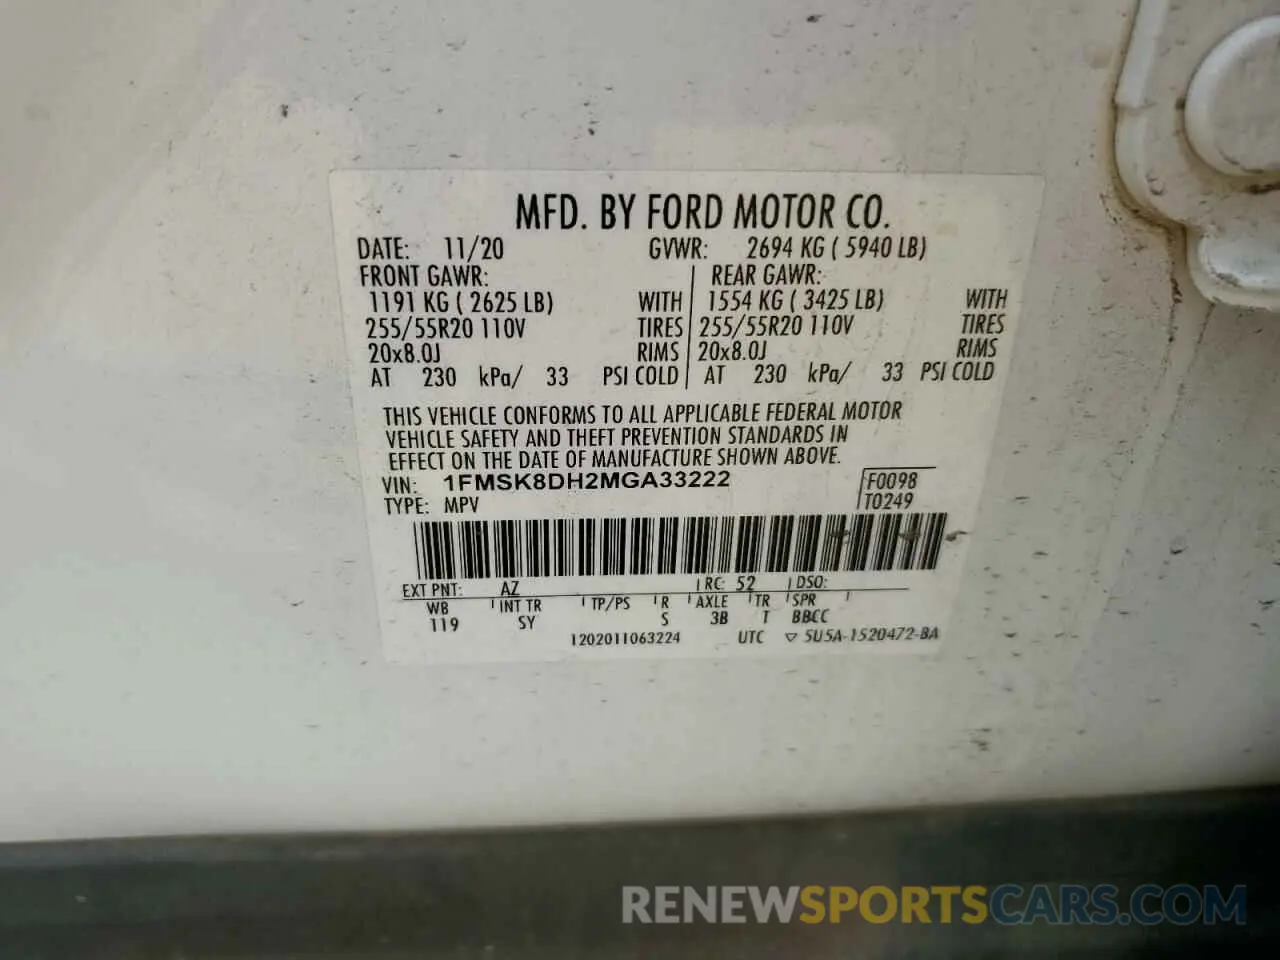 MFD. BY FORD MOTOR CO.
DATE: 11/20 GVWR: 2694 KG ( 5940 LB)
FRONT GAWR: REAR GAWR:
1191 KG ( 2625 LB) WITH 1554 KG ( 3425 LB) WITH
255/55R20 110V TIRES 255/55R20 110V TIRES
20x8.0J RIMS 20x8.0J RIMS
AT 230 kPa/ 33 PSI COLD AT 230 kPa/ 33 PSI COLD
THIS VEHICLE CONFORMS TO ALL APPLICABLE FEDERAL MOTOR
VEHICLE SAFETY AND THEFT PREVENTION STANDARDS IN
EFFECT ON THE DATE OF MANUFACTURE SHOWN ABOVE.
VIN: 1FMSK8DH2MGA33222 F0098
TYPE: MPV T0249
EXT PNT: AZ RC: 52 DSO:
WB INT TR TP/PS R AXLE TR SPR
119 SY S 3B T BBCC
1202011063224 UTC ▽ 5U5A-1520472-BA
RENEWSPORTSCARS.COM